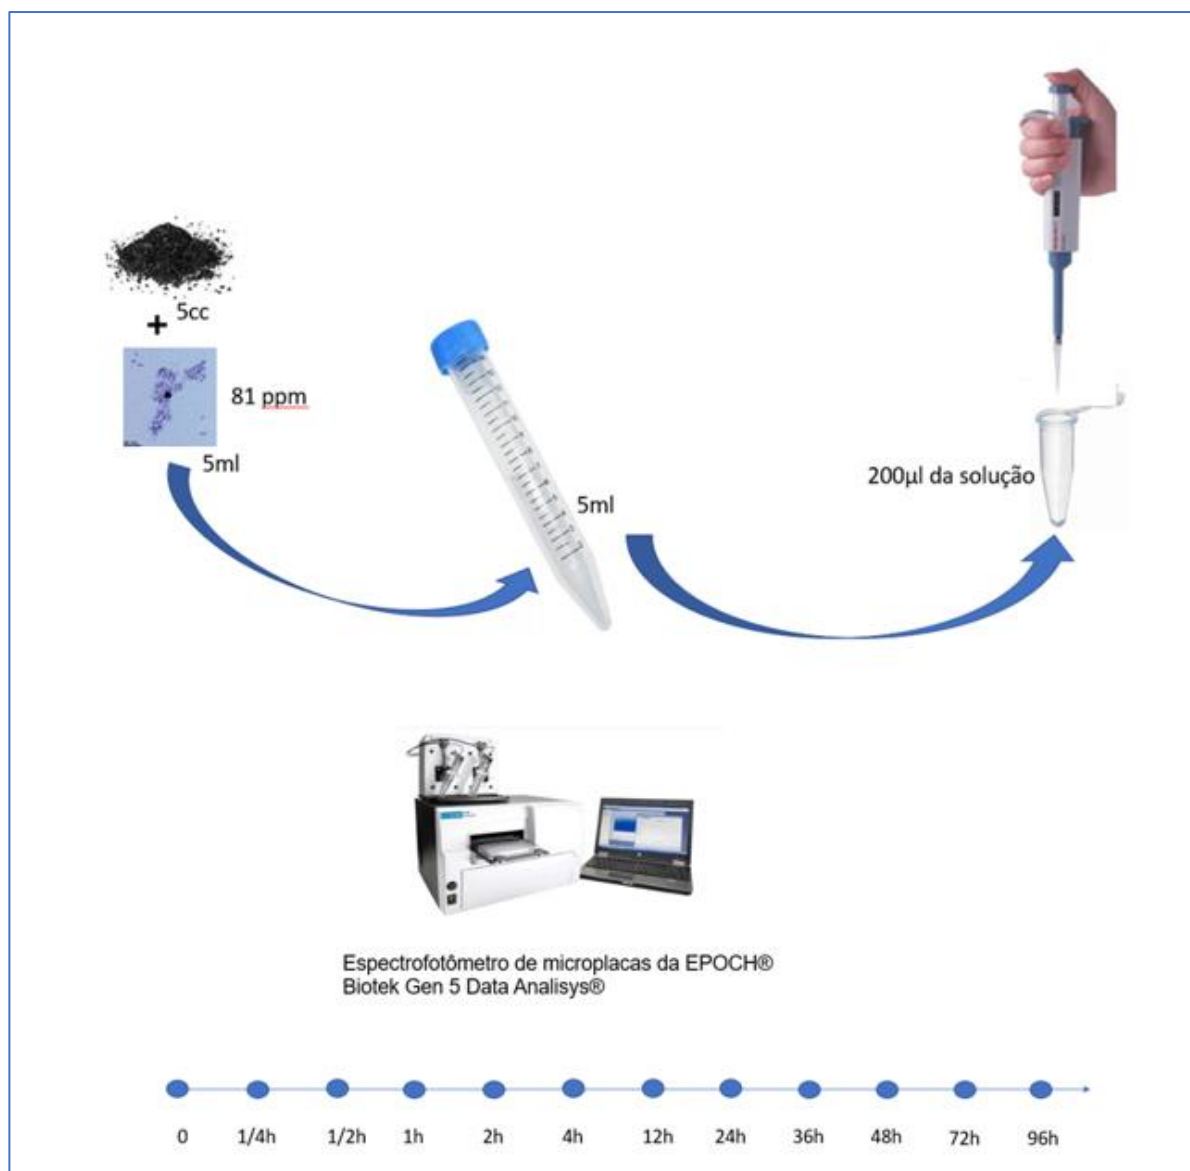 5cc
+
81 ppm
5ml
5ml
200µl da solução
Espectrofotômetro de microplacas da EPOCH®
Biotek Gen 5 Data Analisys®
0 1/4h 1/2h 1h 2h 4h 12h 24h 36h 48h 72h 96h